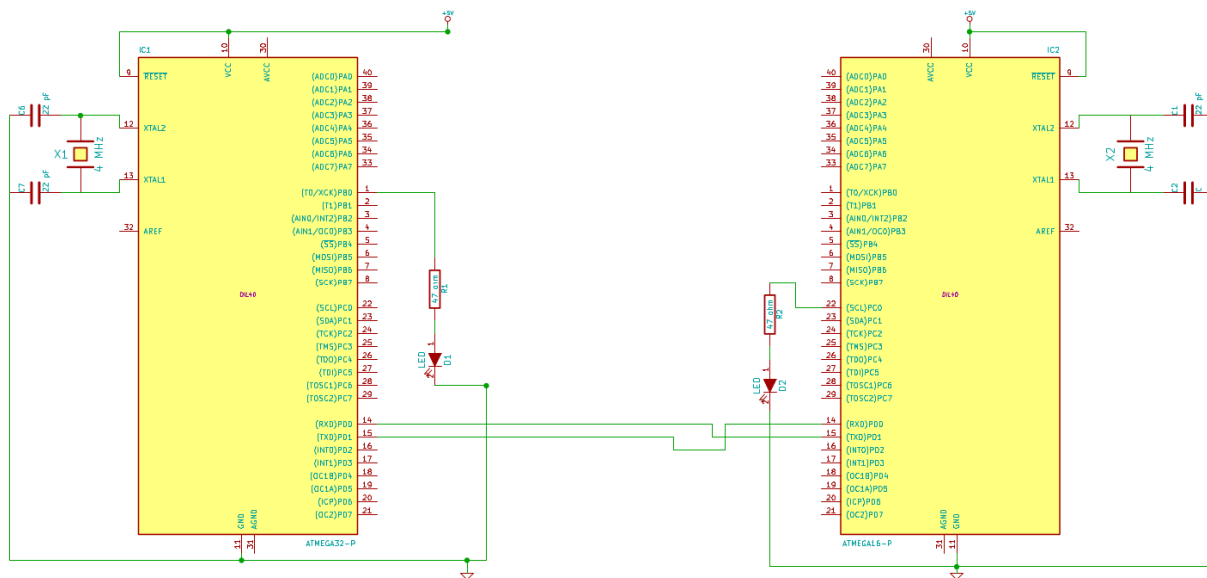 +5V
IC1
10
VCC
30
AVCC
9
RESET
C6
22 pF
12
XTAL2
X1
4 MHz
C7
22 pF
13
XTAL1
32
AREF
DIL40
(ADC0)PA0 40
(ADC1)PA1 39
(ADC2)PA2 38
(ADC3)PA3 37
(ADC4)PA4 36
(ADC5)PA5 35
(ADC6)PA6 34
(ADC7)PA7 33
(T0/XCK)PB0 1
(T1)PB1 2
(AIN0/INT2)PB2 3
(AIN1/OC0)PB3 4
(SS)PB4 5
(MOSI)PB5 6
(MISO)PB6 7
(SCK)PB7 8
(SCL)PC0 22
(SDA)PC1 23
(TCK)PC2 24
(TMS)PC3 25
(TDO)PC4 26
(TDI)PC5 27
(TOSC1)PC6 28
(TOSC2)PC7 29
(RXD)PD0 14
(TXD)PD1 15
(INT0)PD2 16
(INT1)PD3 17
(OC1B)PD4 18
(OC1A)PD5 19
(ICP)PD6 20
(OC2)PD7 21
GND
11
AGND
31
ATMEGA32-P
47 ohm
R1
1
LED
D1
2
47 ohm
R2
1
LED
D2
2
+5V
IC2
30
AVCC
10
VCC
RESET
9
40 (ADC0)PA0
39 (ADC1)PA1
38 (ADC2)PA2
37 (ADC3)PA3
36 (ADC4)PA4
35 (ADC5)PA5
34 (ADC6)PA6
33 (ADC7)PA7
1 (T0/XCK)PB0
2 (T1)PB1
3 (AIN0/INT2)PB2
4 (AIN1/OC0)PB3
5 (SS)PB4
6 (MOSI)PB5
7 (MISO)PB6
8 (SCK)PB7
22 (SCL)PC0
23 (SDA)PC1
24 (TCK)PC2
25 (TMS)PC3
26 (TDO)PC4
27 (TDI)PC5
28 (TOSC1)PC6
29 (TOSC2)PC7
14 (RXD)PD0
15 (TXD)PD1
16 (INT0)PD2
17 (INT1)PD3
18 (OC1B)PD4
19 (OC1A)PD5
20 (ICP)PD6
21 (OC2)PD7
XTAL2
12
C1
22 pF
X2
4 MHz
XTAL1
13
C2
C
AREF
32
DIL40
AGND
31
GND
11
ATMEGA16-P